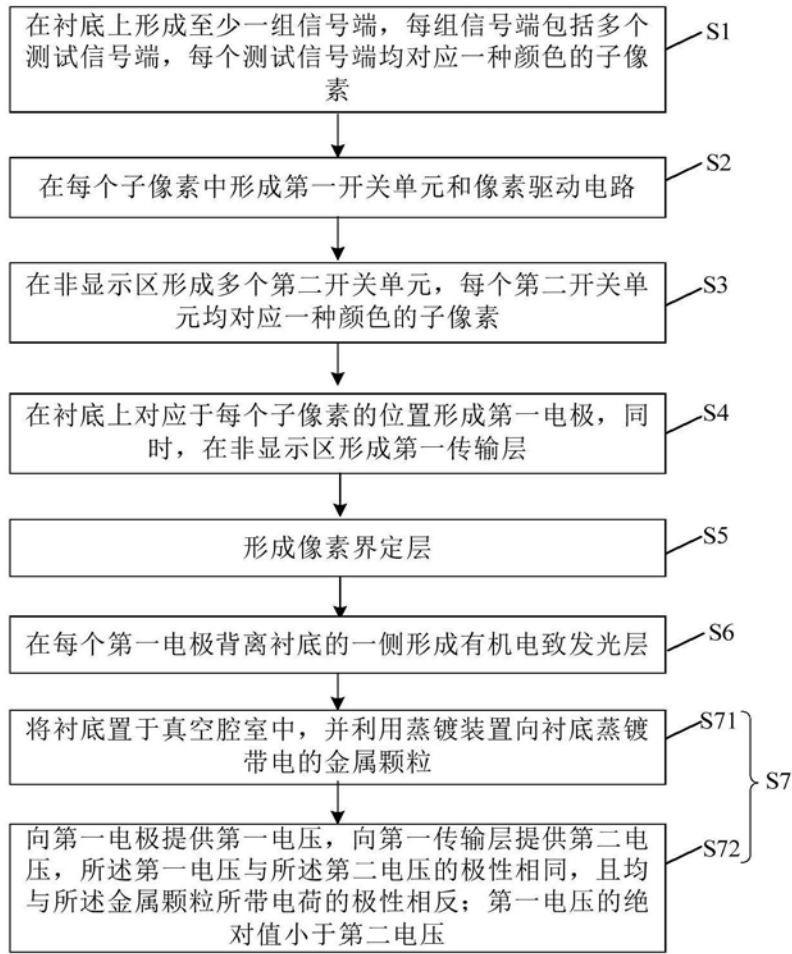 在衬底上形成至少一组信号端，每组信号端包括多个
测试信号端，每个测试信号端均对应一种颜色的子像
素
S1
在每个子像素中形成第一开关单元和像素驱动电路
S2
在非显示区形成多个第二开关单元，每个第二开关单
元均对应一种颜色的子像素
S3
在衬底上对应于每个子像素的位置形成第一电极，同
时，在非显示区形成第一传输层
S4
形成像素界定层
S5
在每个第一电极背离衬底的一侧形成有机电致发光层
S6
将衬底置于真空腔室中，并利用蒸镀装置向衬底蒸镀
带电的金属颗粒
S71
S7
向第一电极提供第一电压，向第一传输层提供第二电
压，所述第一电压与所述第二电压的极性相同，且均
与所述金属颗粒所带电荷的极性相反；第一电压的绝
对值小于第二电压
S72